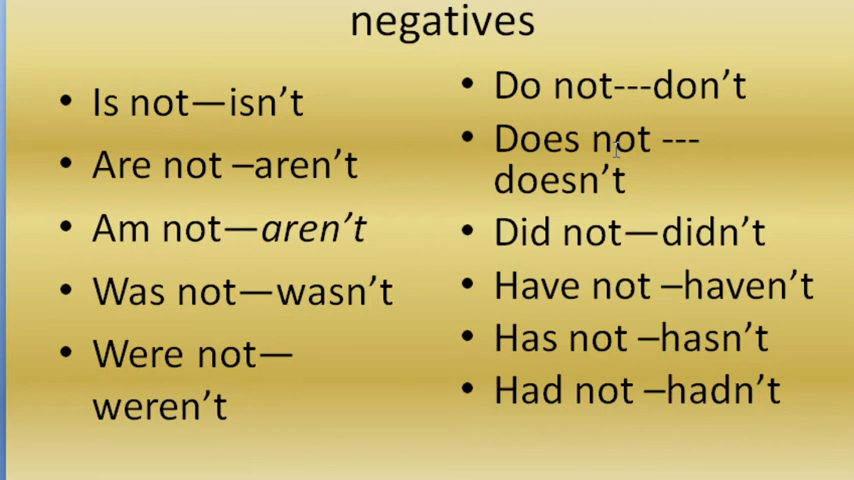 negatives
• Is not—isn’t
• Are not –aren’t
• Am not—aren’t
• Was not—wasn’t
• Were not—
weren’t
• Do not---don’t
• Does not ---
doesn’t
• Did not—didn’t
• Have not –haven’t
• Has not –hasn’t
• Had not –hadn’t